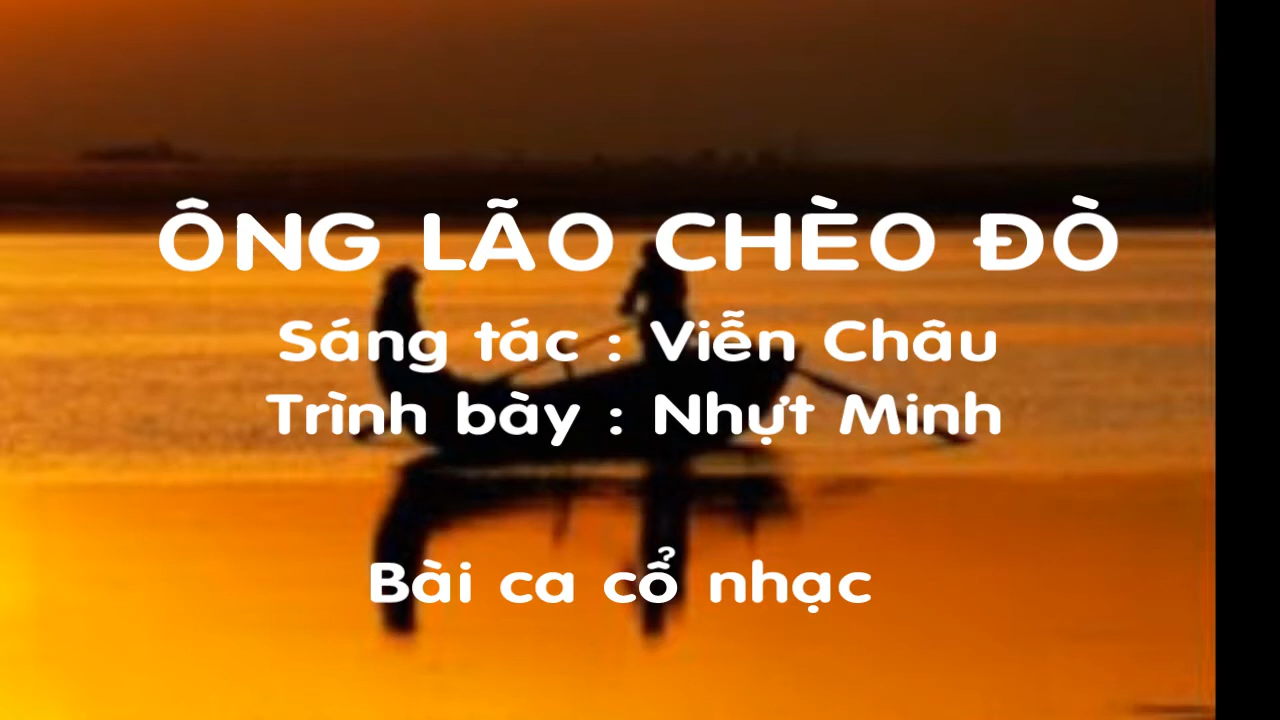 ÔNG LÃO CHÈO ĐÒ
Sáng tác : Viễn Châu
Trình bày : Nhựt Minh
Bài ca cổ nhạc